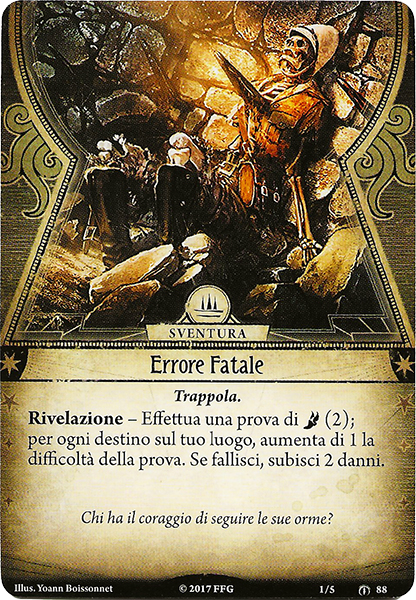 SVENTURA
Errore Fatale
Trappola.
Rivelazione – Effettua una prova di (2);
per ogni destino sul tuo luogo, aumenta di 1 la
difficoltà della prova. Se fallisci, subisci 2 danni.
Chi ha il coraggio di seguire le sue orme?
Illus. Yoann Boissonnet © 2017 FFG 1/5 88